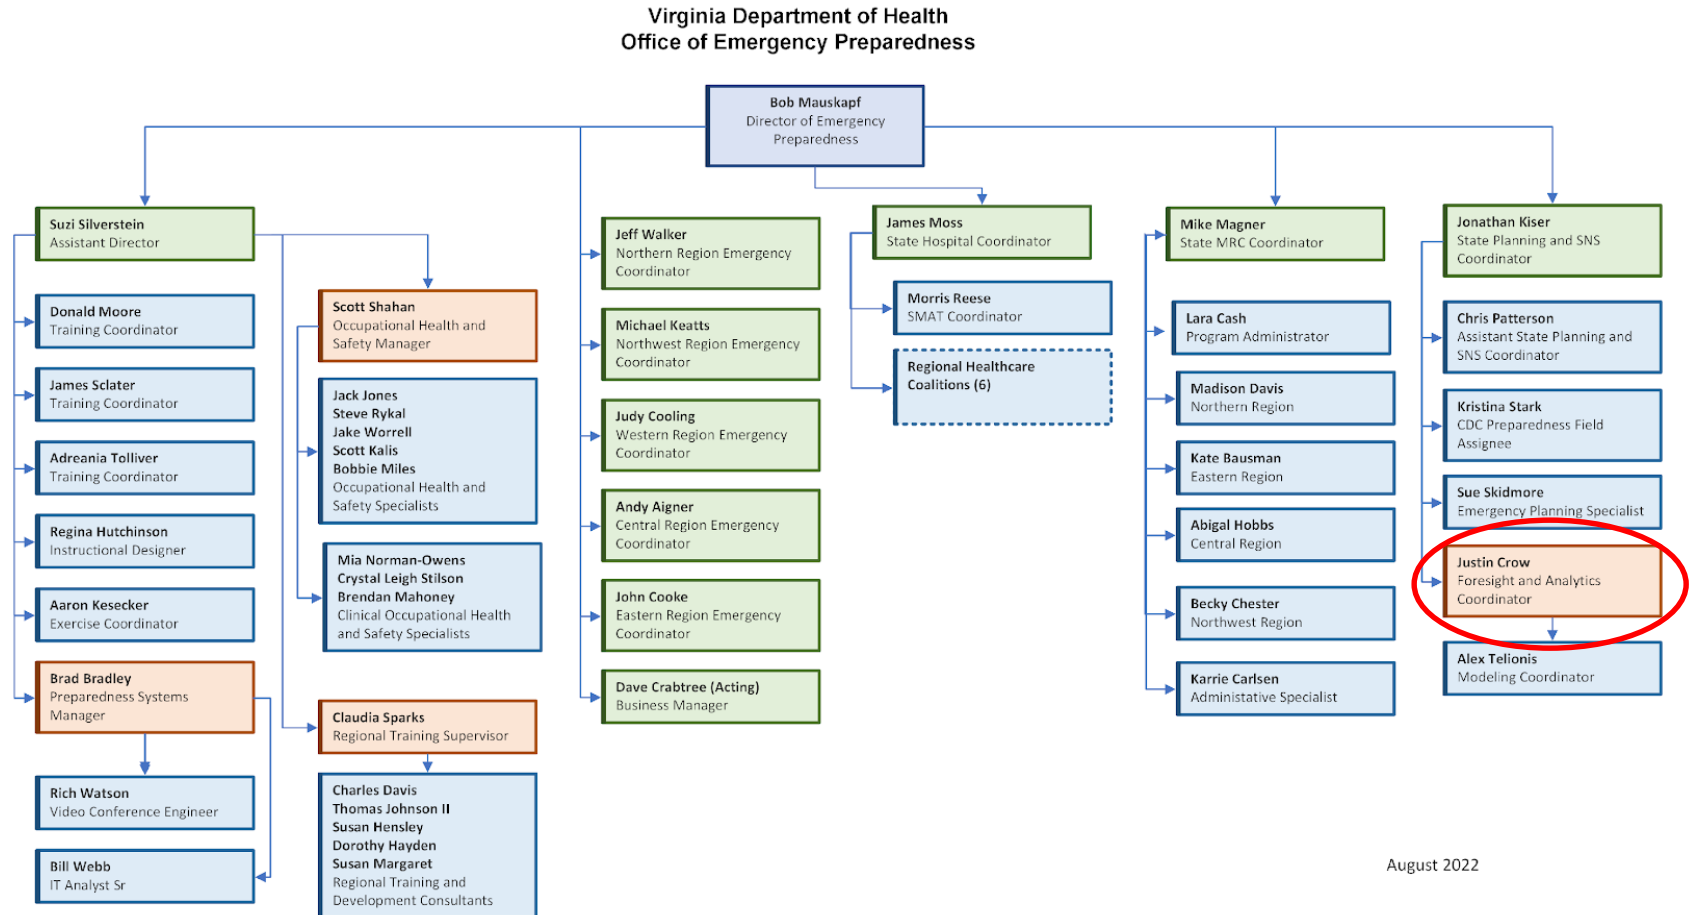 Virginia Department of Health
Office of Emergency Preparedness
Bob Mauskapf
Director of Emergency
Preparedness
Suzi Silverstein
Assistant Director
Donald Moore
Training Coordinator
James Sclater
Training Coordinator
Adreania Tolliver
Training Coordinator
Regina Hutchinson
Instructional Designer
Aaron Kesecker
Exercise Coordinator
Brad Bradley
Preparedness Systems
Manager
Rich Watson
Video Conference Engineer
Bill Webb
IT Analyst Sr
Scott Shahan
Occupational Health and
Safety Manager
Jack Jones
Steve Rykal
Jake Worrell
Scott Kalis
Bobbie Miles
Occupational Health and
Safety Specialists
Mia Norman-Owens
Crystal Leigh Stilson
Brendan Mahoney
Clinical Occupational Health
and Safety Specialists
Claudia Sparks
Regional Training Supervisor
Charles Davis
Thomas Johnson II
Susan Hensley
Dorothy Hayden
Susan Margaret
Regional Training and
Development Consultants
Jeff Walker
Northern Region Emergency
Coordinator
Michael Keatts
Northwest Region Emergency
Coordinator
Judy Cooling
Western Region Emergency
Coordinator
Andy Aigner
Central Region Emergency
Coordinator
John Cooke
Eastern Region Emergency
Coordinator
Dave Crabtree (Acting)
Business Manager
James Moss
State Hospital Coordinator
Morris Reese
SMAT Coordinator
Regional Healthcare
Coalitions (6)
Mike Magner
State MRC Coordinator
Lara Cash
Program Administrator
Madison Davis
Northern Region
Kate Bausman
Eastern Region
Abigal Hobbs
Central Region
Becky Chester
Northwest Region
Karrie Carlsen
Administative Specialist
Jonathan Kiser
State Planning and SNS
Coordinator
Chris Patterson
Assistant State Planning and
SNS Coordinator
Kristina Stark
CDC Preparedness Field
Assignee
Sue Skidmore
Emergency Planning Specialist
Justin Crow
Foresight and Analytics
Coordinator
Alex Telionis
Modeling Coordinator
August 2022